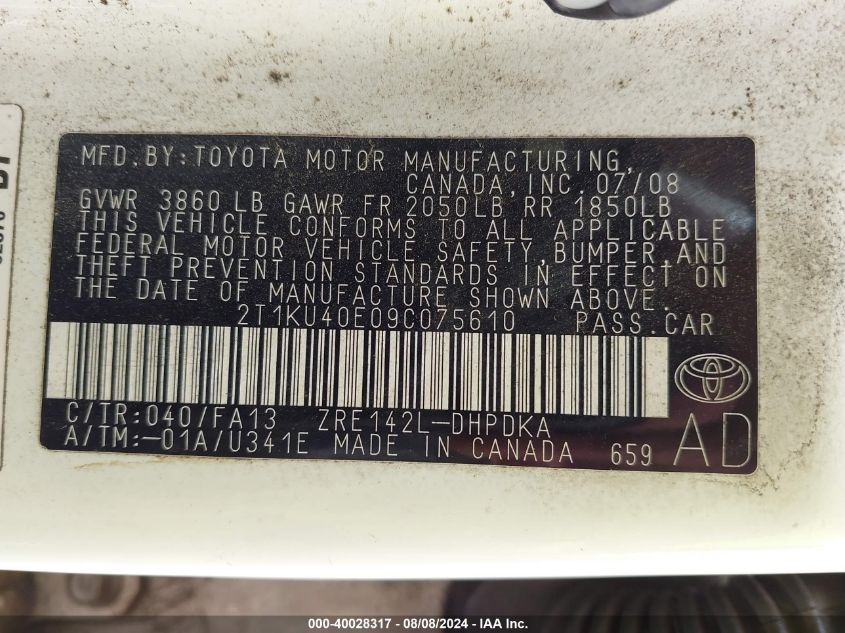 MFD.BY:TOYOTA MOTOR MANUFACTURING,
CANADA,INC.07/08
GVWR 3860 LB GAWR FR 2050LB RR 1850LB
THIS VEHICLE CONFORMS TO ALL APPLICABLE
FEDERAL MOTOR VEHICLE SAFETY,BUMPER,AND
THEFT PREVENTION STANDARDS IN EFFECT ON
THE DATE OF MANUFACTURE SHOWN ABOVE.
2T1KU40E09C075610 PASS.CAR
C/TR:040/FA13 ZRE142L-DHPDKA
A/TM:-01A/U341E MADE IN CANADA 659
AD
000-40028317 - 08/08/2024 - IAA Inc.